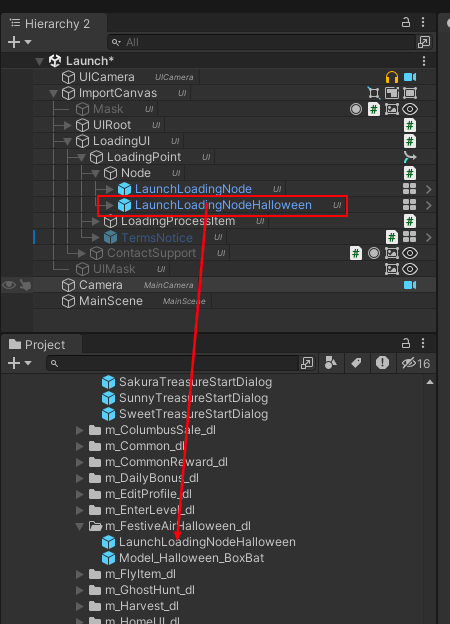 Hierarchy 2
All
Launch*
UICamera UICamera
ImportCanvas UI
Mask UI
UIRoot UI
LoadingUI UI
LoadingPoint UI
Node UI
LaunchLoadingNode UI
LaunchLoadingNodeHalloween UI
LoadingProcessItem UI
TermsNotice UI
ContactSupport UI
UIMask UI
Camera MainCamera
MainScene MainScene
Project
16
SakuraTreasureStartDialog
SunnyTreasureStartDialog
SweetTreasureStartDialog
m_ColumbusSale_dl
m_Common_dl
m_CommonReward_dl
m_DailyBonus_dl
m_EditProfile_dl
m_EnterLevel_dl
m_FestiveAirHalloween_dl
LaunchLoadingNodeHalloween
Model_Halloween_BoxBat
m_FlyItem_dl
m_GhostHunt_dl
m_Harvest_dl
m_HomeUI_dl